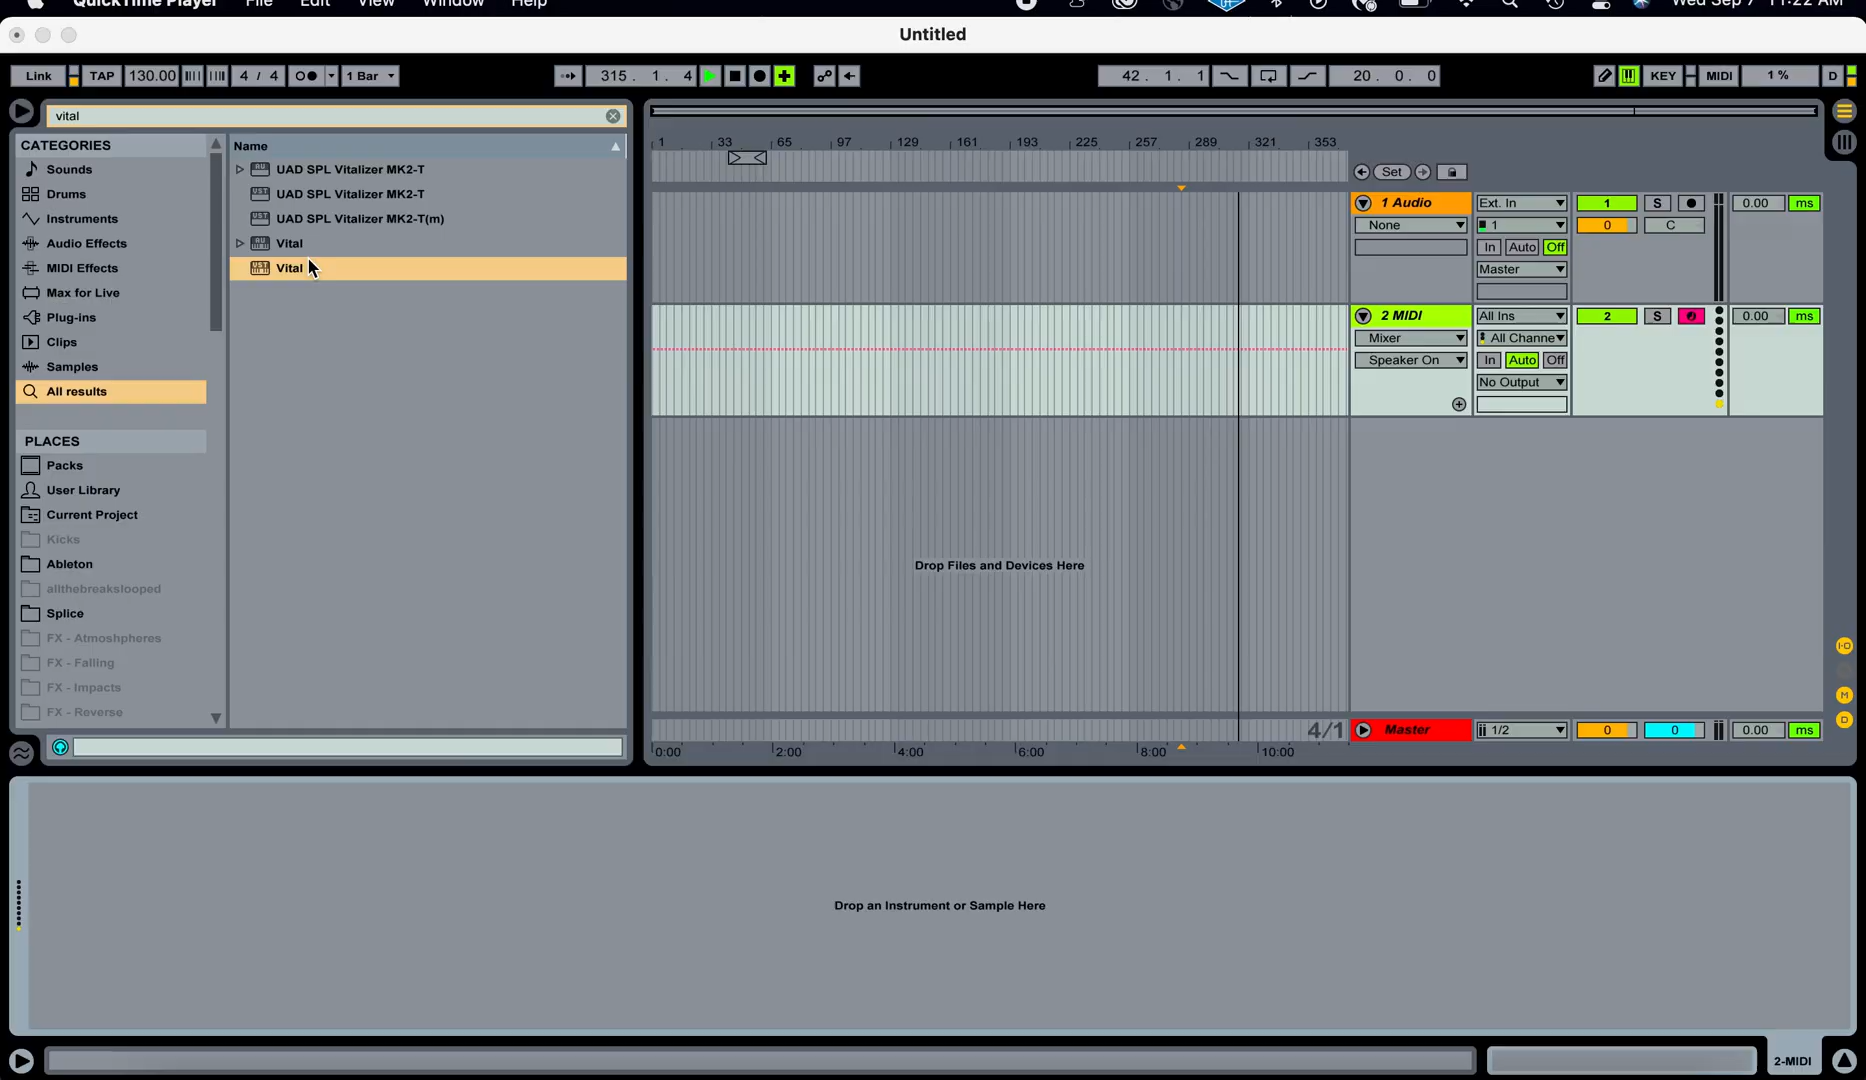 QuickTime Player File Edit View Window Help Wed Sep 7 11:22 AM
Untitled
Link TAP 130.00 4 / 4 1 Bar 315. 1. 4 42. 1. 1 20. 0. 0 KEY MIDI 1 % D
vital
CATEGORIES
Sounds
Drums
Instruments
Audio Effects
MIDI Effects
Max for Live
Plug-ins
Clips
Samples
All results
PLACES
Packs
User Library
Current Project
Kicks
Ableton
allthebreakslooped
Splice
FX - Atmoshpheres
FX - Falling
FX - Impacts
FX - Reverse
Name
UAD SPL Vitalizer MK2-T
UAD SPL Vitalizer MK2-T
UAD SPL Vitalizer MK2-T(m)
Vital
Vital
1 33 65 97 129 161 193 225 257 289 321 353
Set
1 Audio Ext. In 1 S 0.00 ms
None 1 0 C
In Auto Off
Master
2 MIDI All Ins 2 S 0.00 ms
Mixer All Channe
Speaker On In Auto Off
No Output
Drop Files and Devices Here
4/1 Master 1/2 0 0 0.00 ms
0:00 2:00 4:00 6:00 8:00 10:00
I·O
M
D
Drop an Instrument or Sample Here
2-MIDI